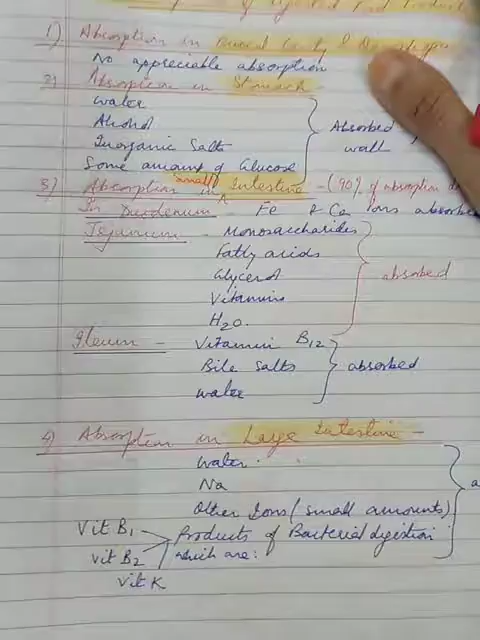 1) Absorption in Buccal Cavity & Oesophagus
No appreciable absorption
2) Absorption in Stomach -
water
Alcohol
Inorganic Salts
Some amount of Glucose
Absorbed
wall
3) Absorption in small Intestine - (90% of absorption
In Duodenum - Fe & Ca Ions absorbed
Jejanum - Monosaccharides
Fatty acids
Glycerol
Vitamins
H2O.
absorbed
Ileum - Vitamin B12
Bile Salts
water
absorbed
4) Absorption in Large Intestine -
water.
Na
Other Ions (small amounts)
Products of Bacterial digestion
which are:
Vit B1
Vit B2
Vit K